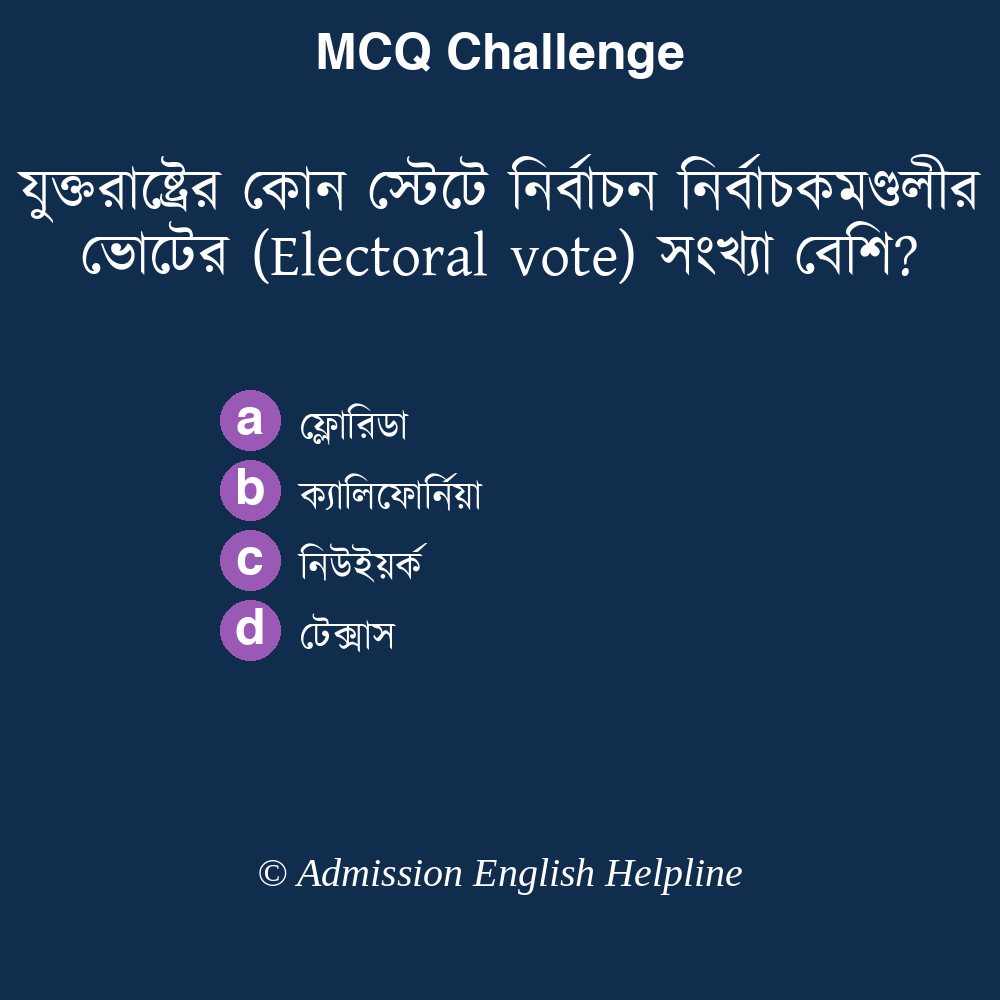 MCQ Challenge
যুক্তরাষ্ট্রের কোন স্টেটে নির্বাচন নির্বাচকমণ্ডলীর
ভোটের (Electoral vote) সংখ্যা বেশি?
a ফ্লোরিডা
b ক্যালিফোর্নিয়া
c নিউইয়র্ক
d টেক্সাস
© Admission English Helpline